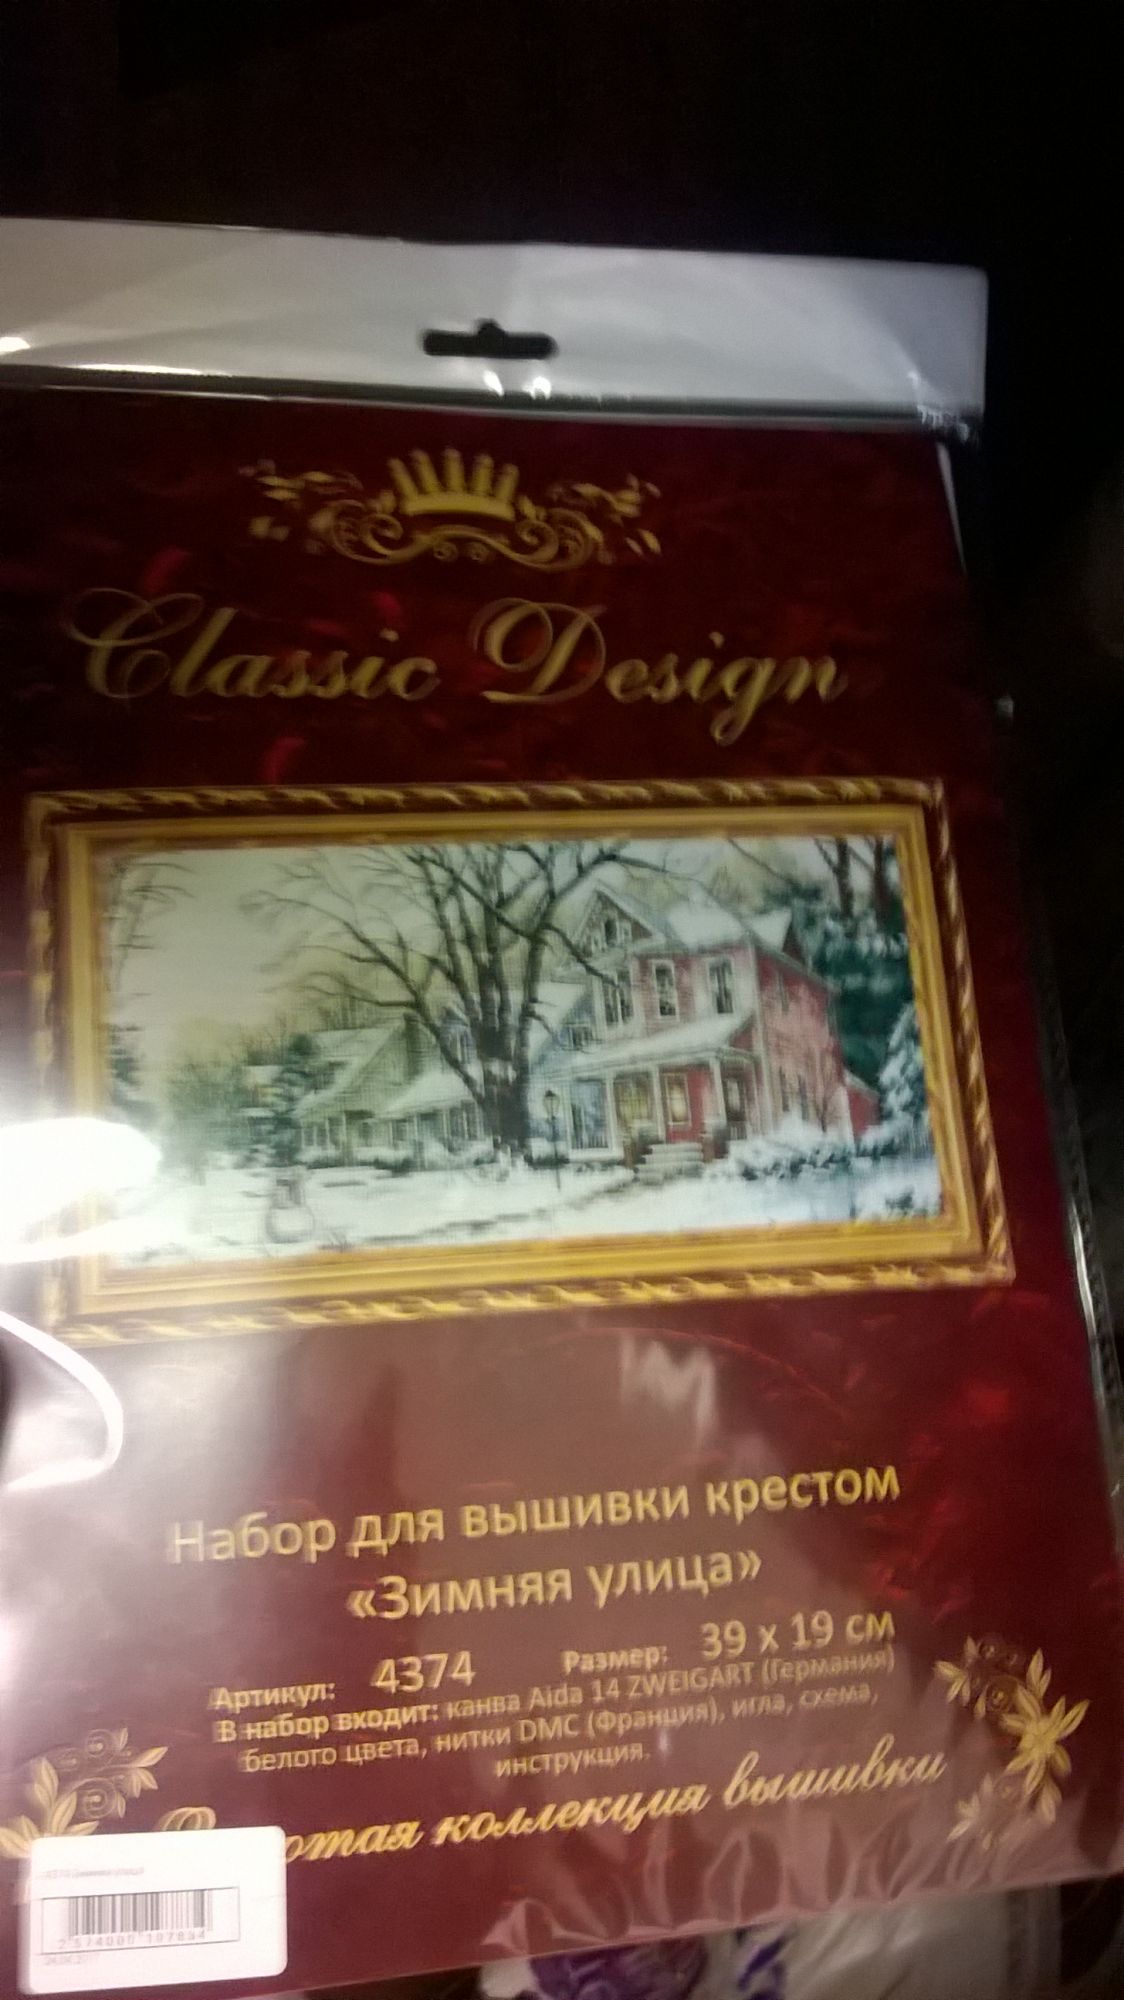 Classic Design
Набор для вышивки крестом
«Зимняя улица»
Артикул: 4374 Размер: 39 x 19 см
В набор входит: канва Aida 14 ZWEIGART (Германия)
белого цвета, нитки DMC (Франция), игла, схема,
инструкция.
коллекция вышивки